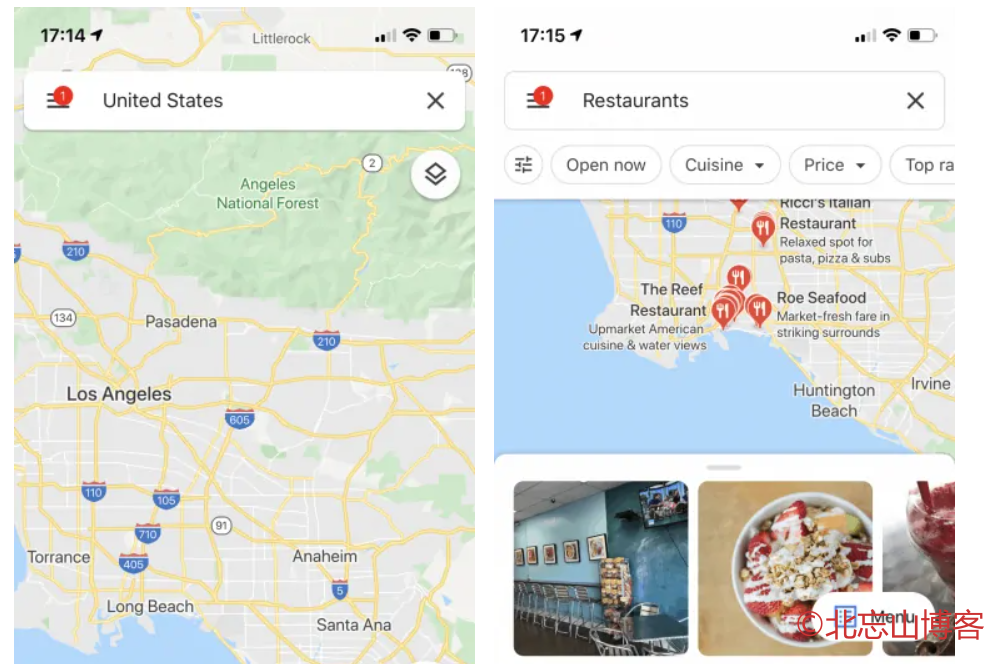 17:14
Littlerock
138
1
United States
2
Angeles
National Forest
210
134
Pasadena
210
Los Angeles
605
110
105
91
710
Torrance
405
Anaheim
5
Long Beach
Santa Ana
17:15
1
Restaurants
Open now
Cuisine
Price
Top ra
Ricci's Italian
Restaurant
110
Relaxed spot for
pasta, pizza & subs
The Reef
Restaurant
Upmarket American
cuisine & water views
Roe Seafood
Market-fresh fare in
striking surrounds
Huntington
Beach
Irvine
Menu
©北忘山博客